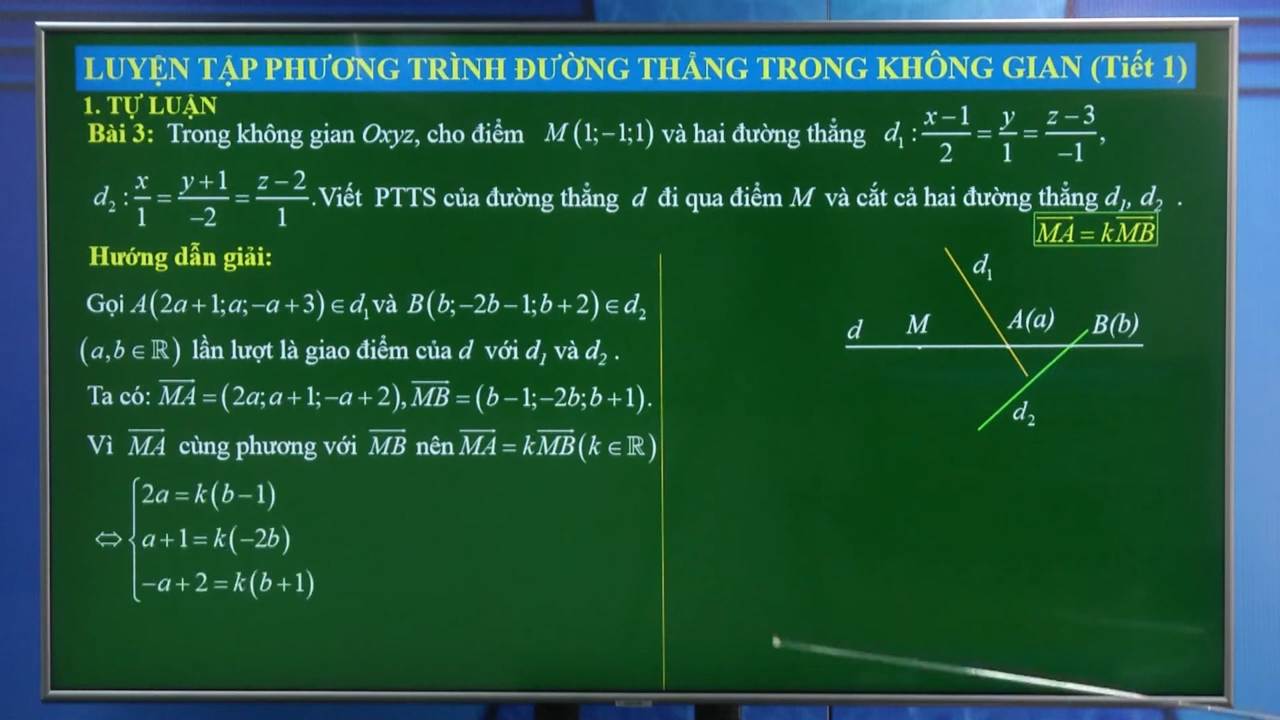 LUYỆN TẬP PHƯƠNG TRÌNH ĐƯỜNG THẲNG TRONG KHÔNG GIAN (Tiết 1)
1. TỰ LUẬN
Bài 3: Trong không gian Oxyz, cho điểm M(1;−1;1) và hai đường thẳng d₁ : (x−1)/2 = y/1 = (z−3)/−1,
d₂ : x/1 = (y+1)/−2 = (z−2)/1. Viết PTTS của đường thẳng d đi qua điểm M và cắt cả hai đường thẳng d₁, d₂ .
Hướng dẫn giải:
Gọi A(2a+1;a;−a+3)∈d₁ và B(b;−2b−1;b+2)∈d₂
(a,b∈ℝ) lần lượt là giao điểm của d với d₁ và d₂ .
Ta có: MA = (2a;a+1;−a+2), MB = (b−1;−2b;b+1).
Vì MA cùng phương với MB nên MA = kMB (k∈ℝ)
⇔ { 2a = k(b−1)
a+1 = k(−2b)
−a+2 = k(b+1)
MA = kMB
d₁
d M A(a) B(b)
d₂